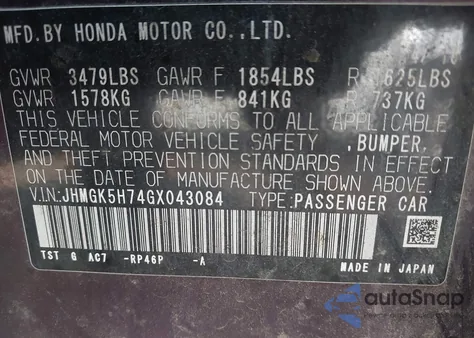 MFD.BY HONDA MOTOR CO.,LTD.
GVWR 3479LBS GAWR F 1854LBS R 1625LBS
GVWR 1578KG GAWR F 841KG R 737KG
THIS VEHICLE CONFORMS TO ALL APPLICABLE
FEDERAL MOTOR VEHICLE SAFETY ,BUMPER,
AND THEFT PREVENTION STANDARDS IN EFFECT
ON THE DATE OF MANUFACTURE SHOWN ABOVE.
V.I.N:JHMGK5H74GX043084 TYPE:PASSENGER CAR
TST G AC7 -RP46P -A
MADE IN JAPAN
autoSnap